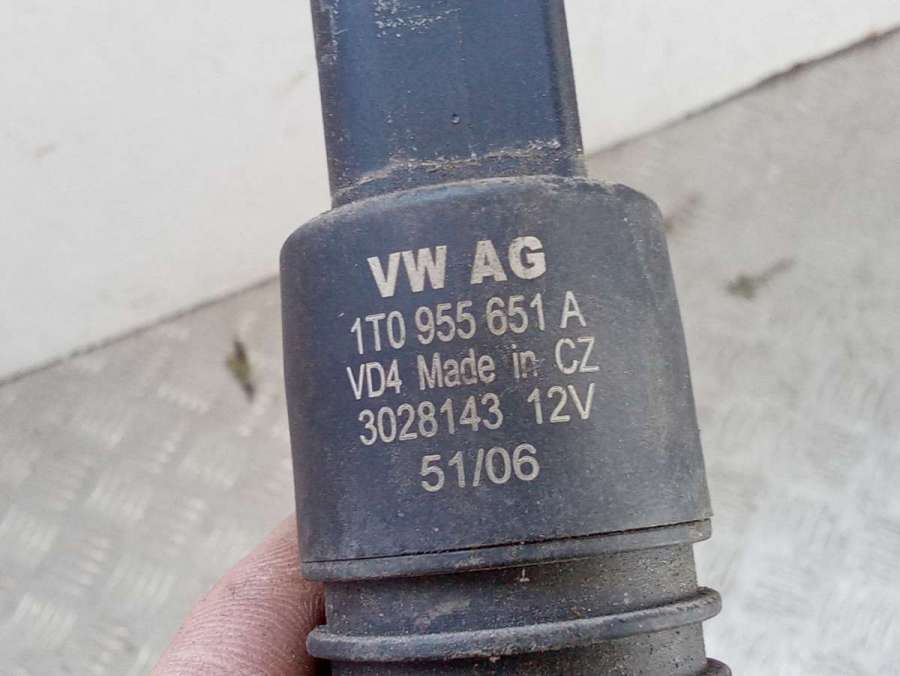 VW AG
1T0 955 651 A
VD4 Made in CZ
3028143 12V
51/06